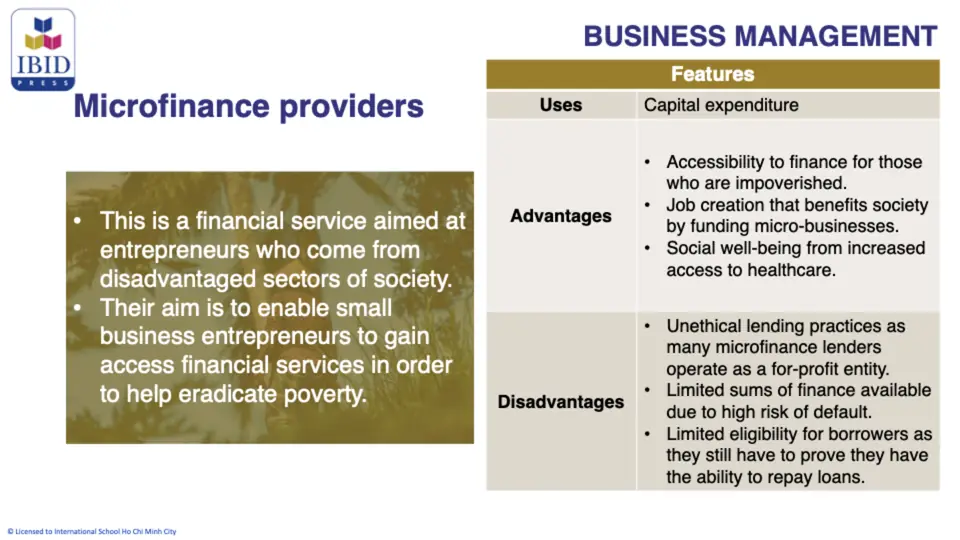 IBID
PRESS
BUSINESS MANAGEMENT
Microfinance providers
• This is a financial service aimed at
entrepreneurs who come from
disadvantaged sectors of society.
• Their aim is to enable small
business entrepreneurs to gain
access financial services in order
to help eradicate poverty.
Features
Uses
Capital expenditure
Advantages
• Accessibility to finance for those
who are impoverished.
• Job creation that benefits society
by funding micro-businesses.
• Social well-being from increased
access to healthcare.
Disadvantages
• Unethical lending practices as
many microfinance lenders
operate as a for-profit entity.
• Limited sums of finance available
due to high risk of default.
• Limited eligibility for borrowers as
they still have to prove they have
the ability to repay loans.
© Licensed to International School Ho Chi Minh City